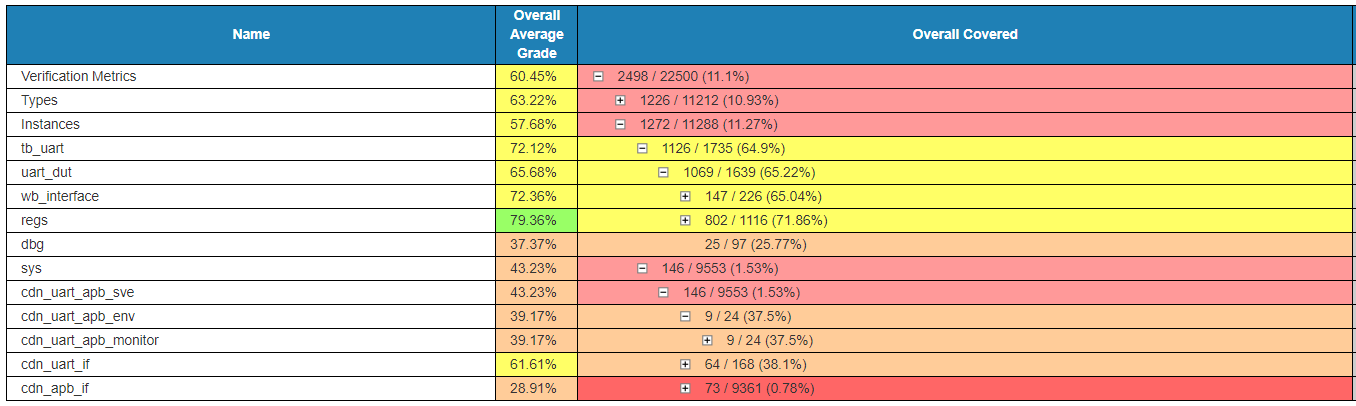 Name Overall Average Grade Overall Covered
Verification Metrics 60.45% 2498 / 22500 (11.1%)
Types 63.22% 1226 / 11212 (10.93%)
Instances 57.68% 1272 / 11288 (11.27%)
tb_uart 72.12% 1126 / 1735 (64.9%)
uart_dut 65.68% 1069 / 1639 (65.22%)
wb_interface 72.36% 147 / 226 (65.04%)
regs 79.36% 802 / 1116 (71.86%)
dbg 37.37% 25 / 97 (25.77%)
sys 43.23% 146 / 9553 (1.53%)
cdn_uart_apb_sve 43.23% 146 / 9553 (1.53%)
cdn_uart_apb_env 39.17% 9 / 24 (37.5%)
cdn_uart_apb_monitor 39.17% 9 / 24 (37.5%)
cdn_uart_if 61.61% 64 / 168 (38.1%)
cdn_apb_if 28.91% 73 / 9361 (0.78%)